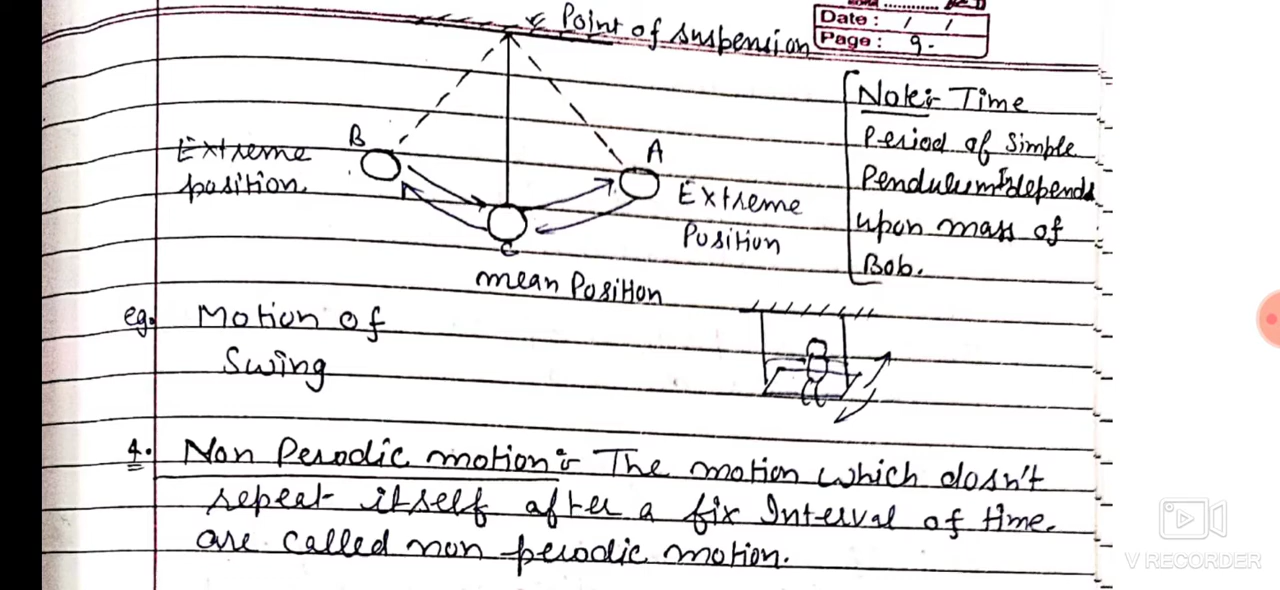 Point of suspension
Date : / /
Page : 9.
Note:- Time
Period of Simple
Pendulum Independs
upon mass of
Bob.
B
A
Extreme
position.
Extreme
Position
C
mean Position
eg. Motion of
Swing
4. Non Perodic motion:- The motion which doesn't
repeat itself after a fix Interval of time.
are called non perodic motion.
V RECORDER